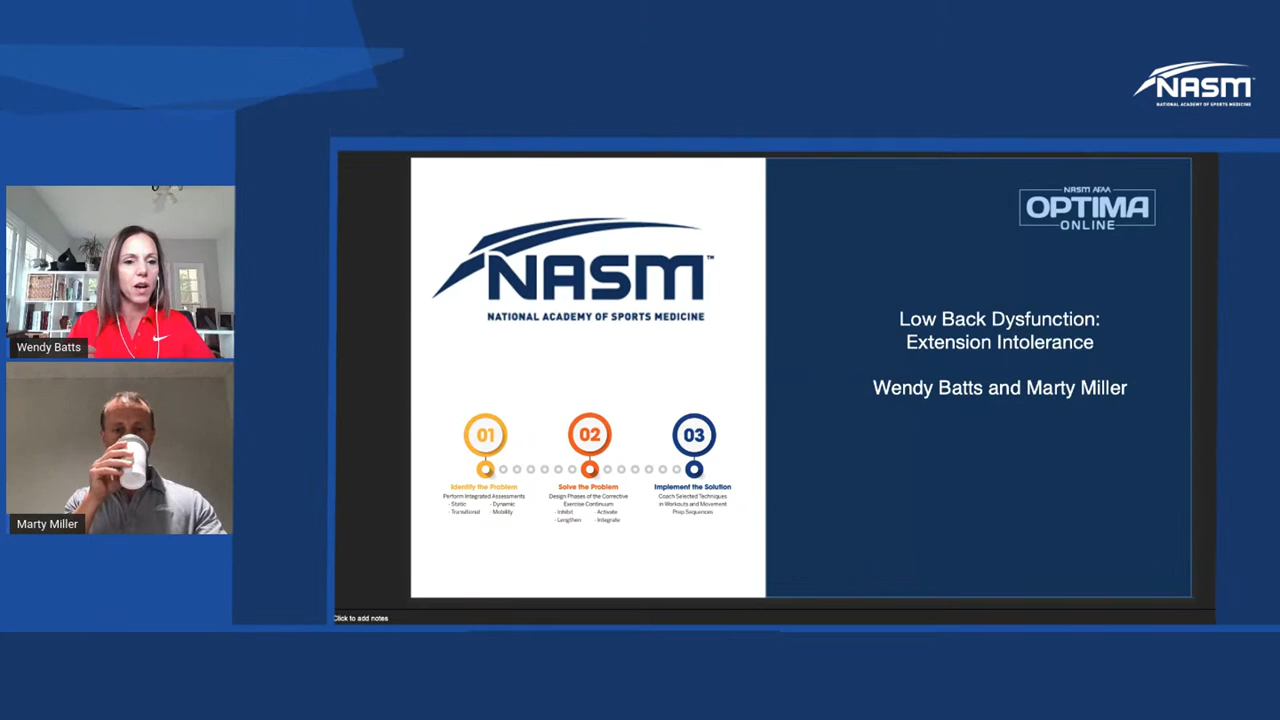 NASM™
NATIONAL ACADEMY OF SPORTS MEDICINE
Wendy Batts
Marty Miller
NASM™
NATIONAL ACADEMY OF SPORTS MEDICINE
01
02
03
Identify the Problem
Perform Integrated Assessments
- Static - Dynamic
- Transitional - Mobility
Solve the Problem
Design Phases of the Corrective
Exercise Continuum
- Inhibit - Activate
- Lengthen - Integrate
Implement the Solution
Coach Selected Techniques
in Workouts and Movement
Prep Sequences
NASM AFAA
OPTIMA
ONLINE
Low Back Dysfunction:
Extension Intolerance
Wendy Batts and Marty Miller
Click to add notes